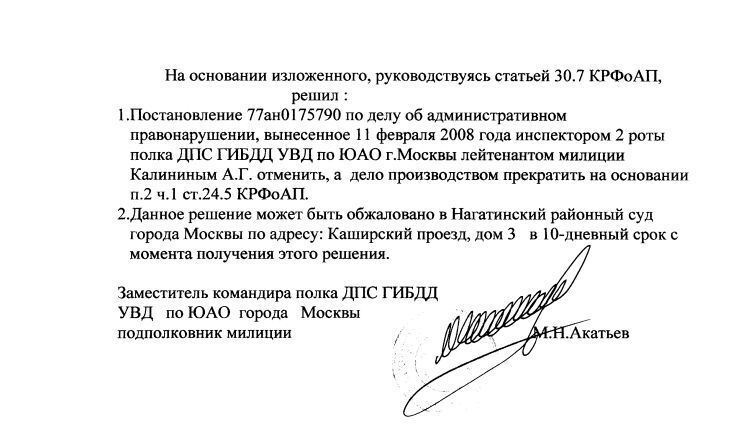 На основании изложенного, руководствуясь статьей 30.7 КРФоАП,
решил :
1.Постановление 77ан0175790 по делу об административном
правонарушении, вынесенное 11 февраля 2008 года инспектором 2 роты
полка ДПС ГИБДД УВД по ЮАО г.Москвы лейтенантом милиции
Калининым А.Г. отменить, а дело производством прекратить на основании
п.2 ч.1 ст.24.5 КРФоАП.
2.Данное решение может быть обжаловано в Нагатинский районный суд
города Москвы по адресу: Каширский проезд, дом 3 в 10-дневный срок с
момента получения этого решения.
Заместитель командира полка ДПС ГИБДД
УВД по ЮАО города Москвы
подполковник милиции М.Н.Акатьев